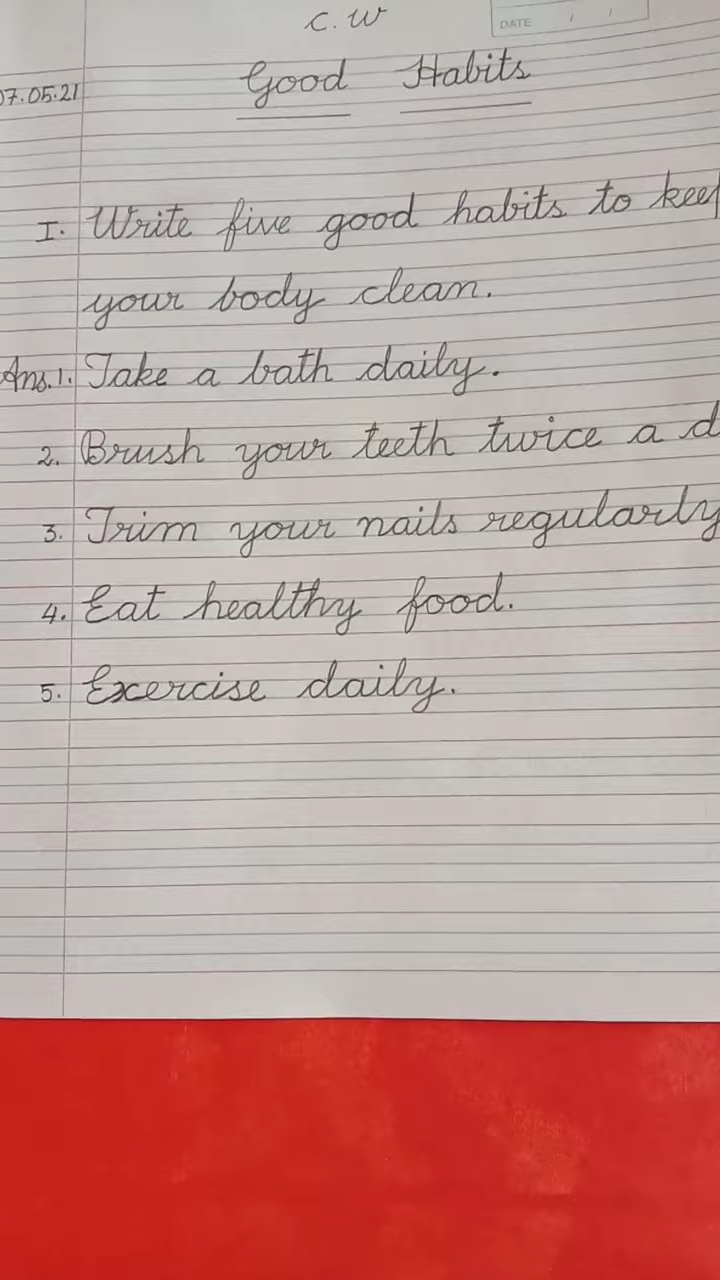 C.W
DATE / /
07.05.21
Good Habits
I. Write five good habits to keep
your body clean.
Ans.1. Take a bath daily.
2. Brush your teeth twice a d
3. Trim your nails regularly
4. Eat healthy food.
5. Exercise daily.